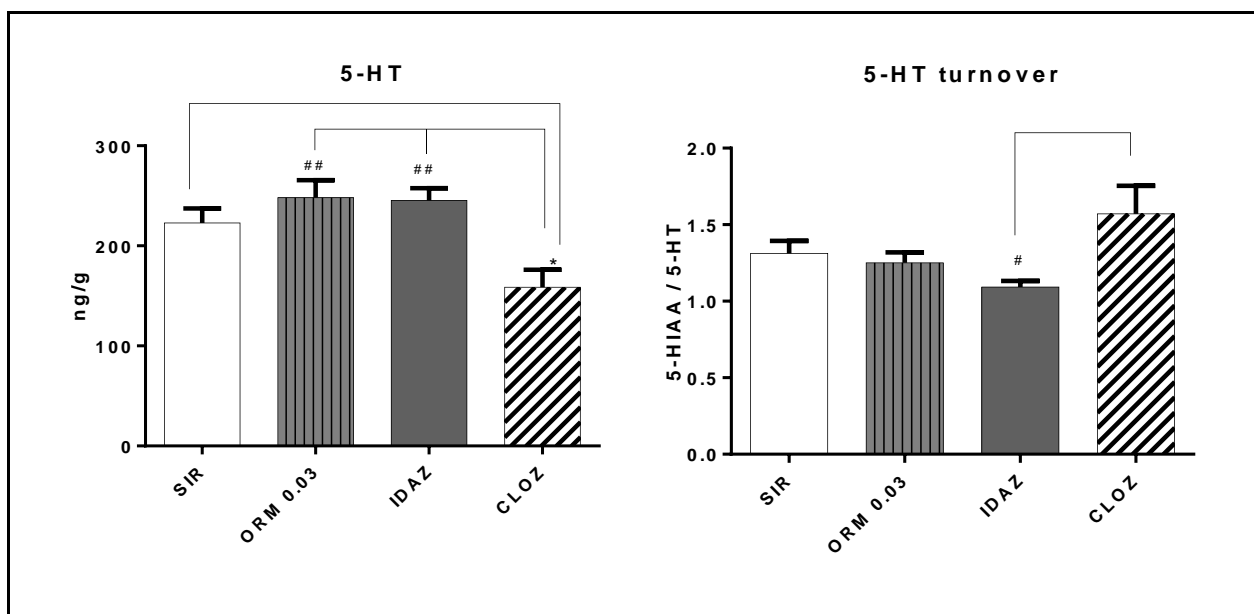 5-HT
300
200
100
0
ng/g
##
##
*
SIR
ORM 0.03
IDAZ
CLOZ
5-HT turnover
2.0
1.5
1.0
0.5
0.0
5-HIAA / 5-HT
#
SIR
ORM 0.03
IDAZ
CLOZ